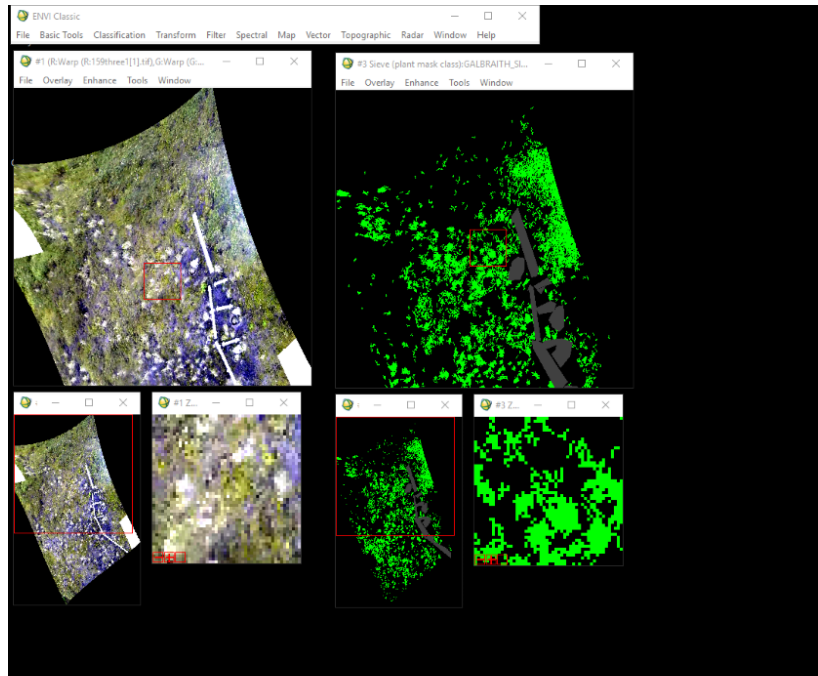 ENVI Classic
File Basic Tools Classification Transform Filter Spectral Map Vector Topographic Radar Window Help
#1 (R:Warp (R:159three1[1].tif),G:Warp (G:...
File Overlay Enhance Tools Window
#3 Sieve (plant mask class):GALBRAITH_SI...
File Overlay Enhance Tools Window
#1 Z...
#3 Z...